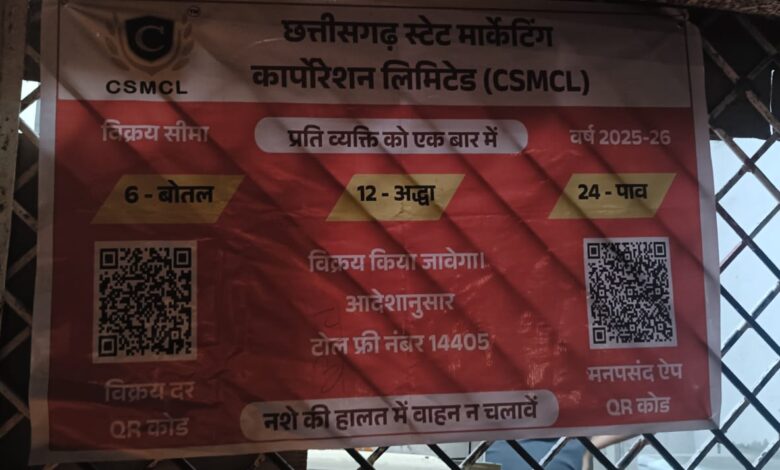 C
TM
CSMCL
छत्तीसगढ़ स्टेट मार्केटिंग
कार्पोरेशन लिमिटेड (CSMCL)
विक्रय सीमा
प्रति व्यक्ति को एक बार में
वर्ष 2025-26
6 - बोतल
12 - अद्धा
24 - पाव
विक्रय किया जावेगा।
आदेशानुसार
टोल फ्री नंबर 14405
विक्रय दर
QR कोड
मनपसंद ऐप
QR कोड
नशे की हालत में वाहन न चलावें